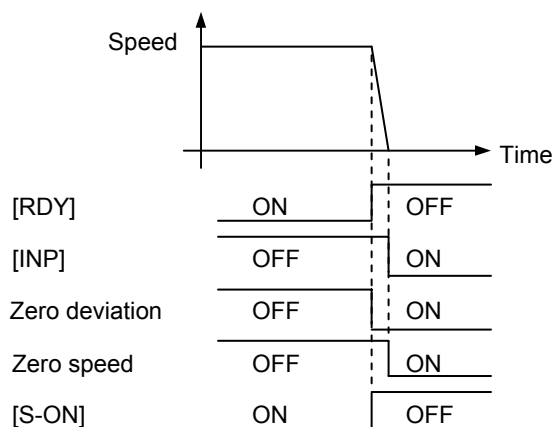 Speed
Time
[RDY] ON OFF
[INP] OFF ON
Zero deviation OFF ON
Zero speed OFF ON
[S-ON] ON OFF